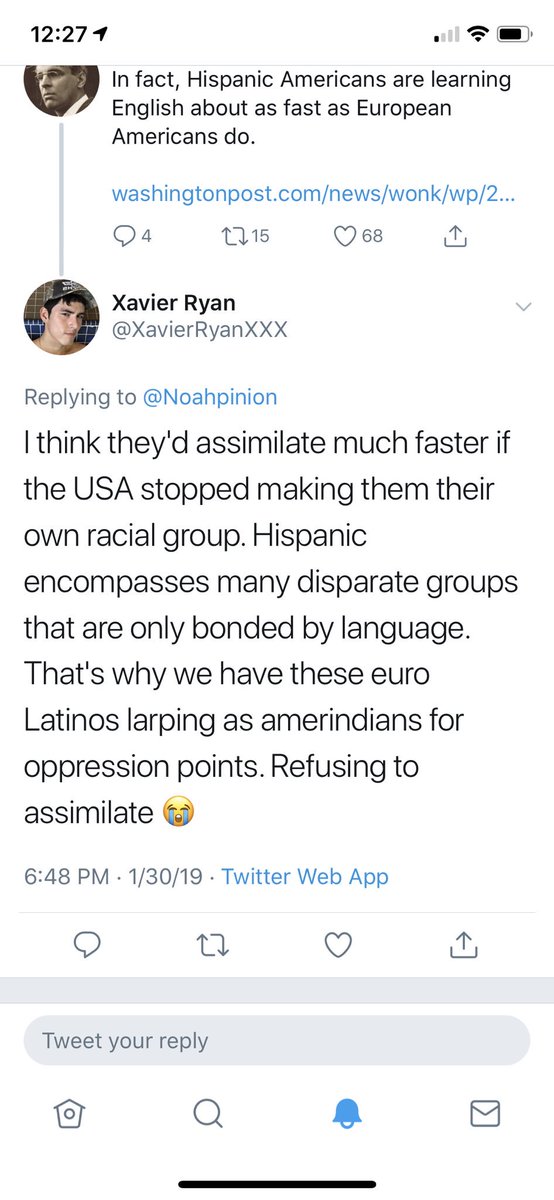 12:27
In fact, Hispanic Americans are learning
English about as fast as European
Americans do.
washingtonpost.com/news/wonk/wp/2...
4 15 68
Xavier Ryan
@XavierRyanXXX
Replying to @Noahpinion
I think they'd assimilate much faster if
the USA stopped making them their
own racial group. Hispanic
encompasses many disparate groups
that are only bonded by language.
That's why we have these euro
Latinos larping as amerindians for
oppression points. Refusing to
assimilate 😭
6:48 PM · 1/30/19 · Twitter Web App
Tweet your reply